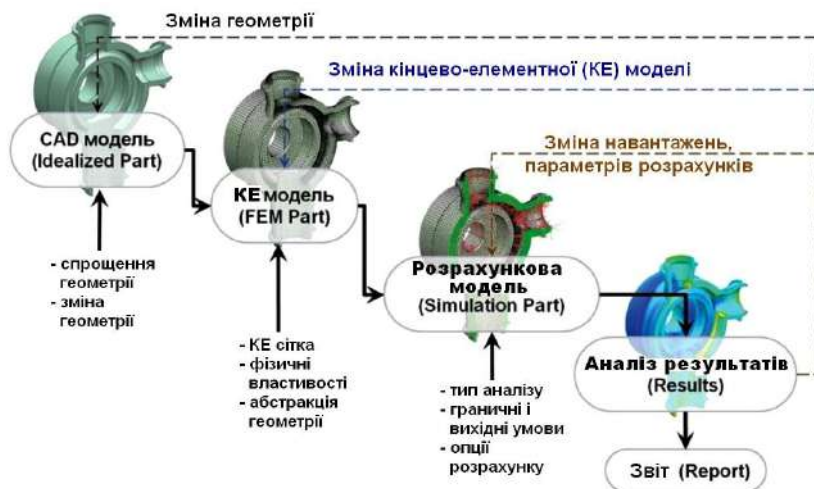 Зміна геометрії
Зміна кінцево-елементної (КЕ) моделі
Зміна навантажень,
параметрів розрахунків
CAD модель
(Idealized Part)
КЕ модель
(FEM Part)
Розрахункова
модель
(Simulation Part)
Аналіз результатів
(Results)
Звіт (Report)
- спрощення
геометрії
- зміна
геометрії
- КЕ сітка
- фізичні
властивості
- абстракція
геометрії
- тип аналізу
- граничні і
вихідні умови
- опції
розрахунку